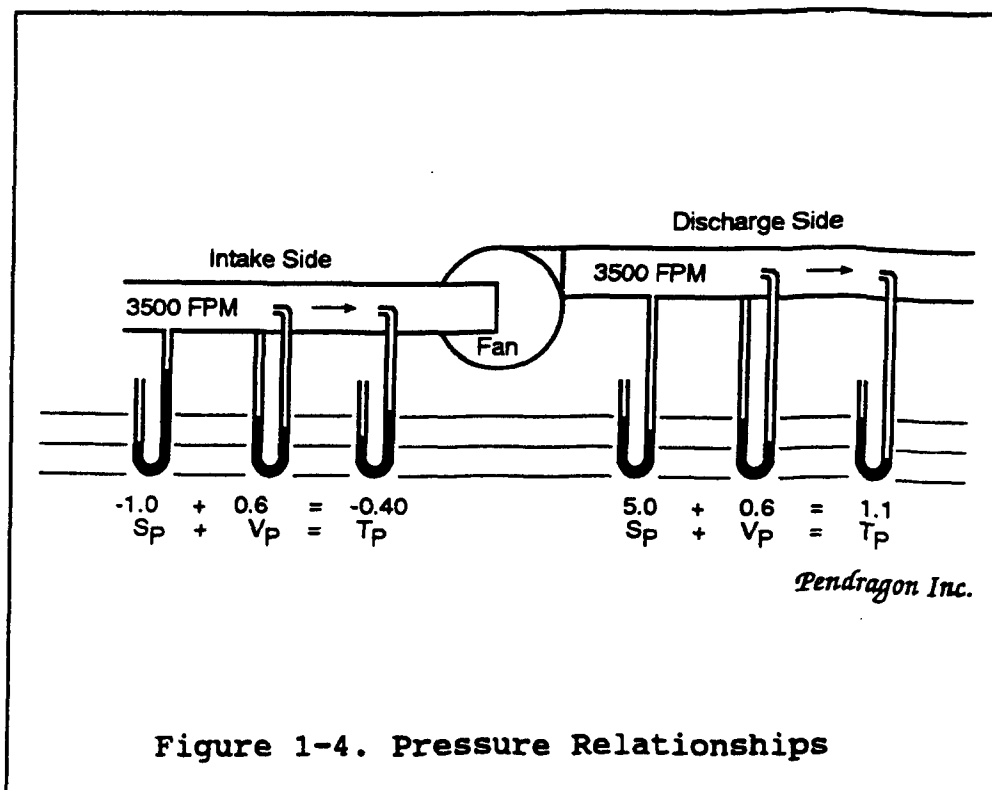 Discharge Side
Intake Side
3500 FPM
3500 FPM
Fan
-1.0 + 0.6 = -0.40
SP + VP = TP
5.0 + 0.6 = 1.1
SP + VP = TP
Pendragon Inc.
Figure 1-4. Pressure Relationships